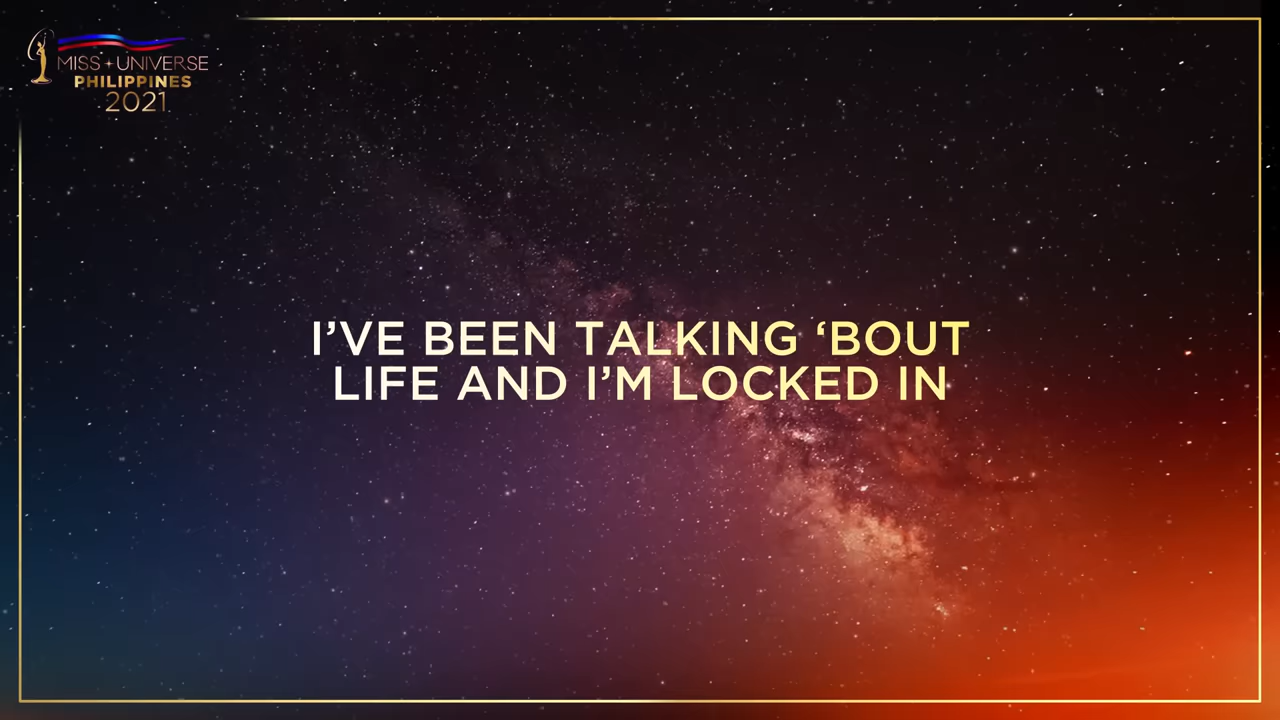 MISS UNIVERSE
PHILIPPINES
2021
I’VE BEEN TALKING ‘BOUT
LIFE AND I’M LOCKED IN